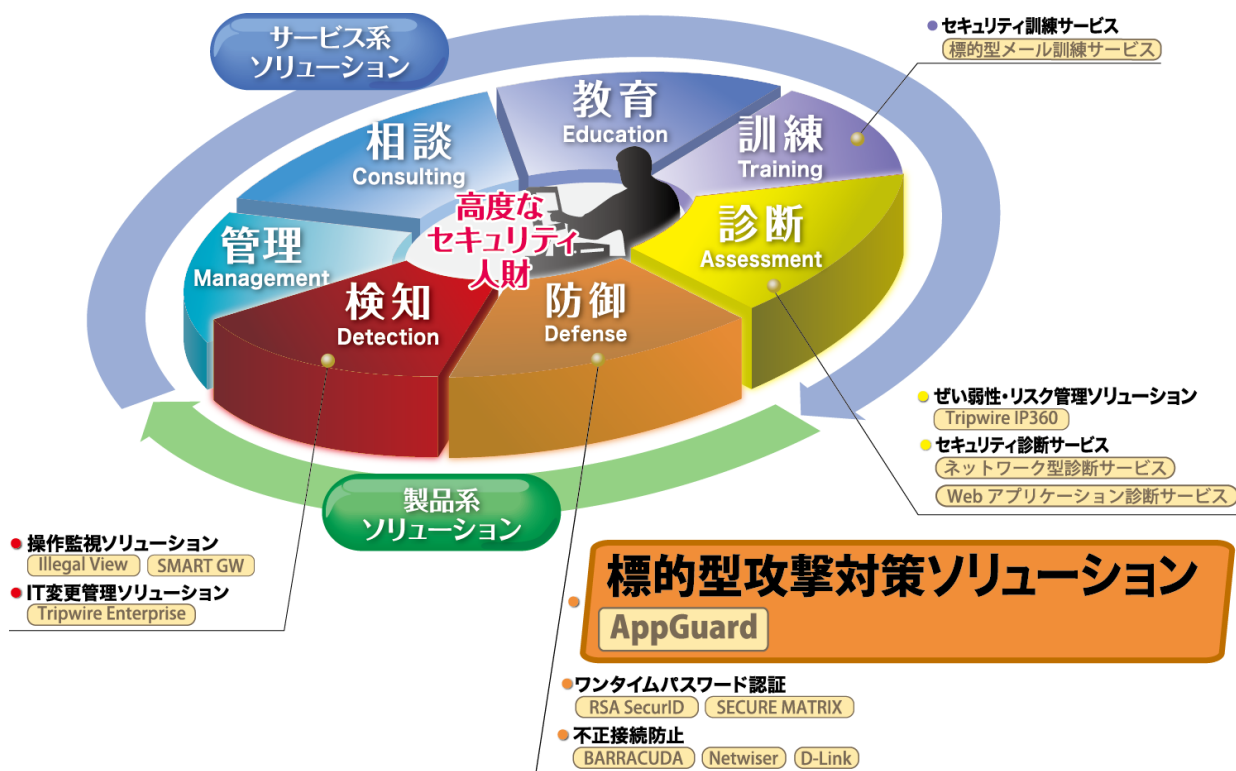 サービス系
ソリューション
セキュリティ訓練サービス
標的型メール訓練サービス
教育
Education
相談
Consulting
訓練
Training
高度な
セキュリティ
人財
診断
Assessment
管理
Management
検知
Detection
防御
Defense
ぜい弱性・リスク管理ソリューション
Tripwire IP360
セキュリティ診断サービス
ネットワーク型診断サービス
Web アプリケーション診断サービス
製品系
ソリューション
操作監視ソリューション
Illegal View SMART GW
IT変更管理ソリューション
Tripwire Enterprise
標的型攻撃対策ソリューション
AppGuard
ワンタイムパスワード認証
RSA SecurID SECURE MATRIX
不正接続防止
BARRACUDA Netwiser D-Link